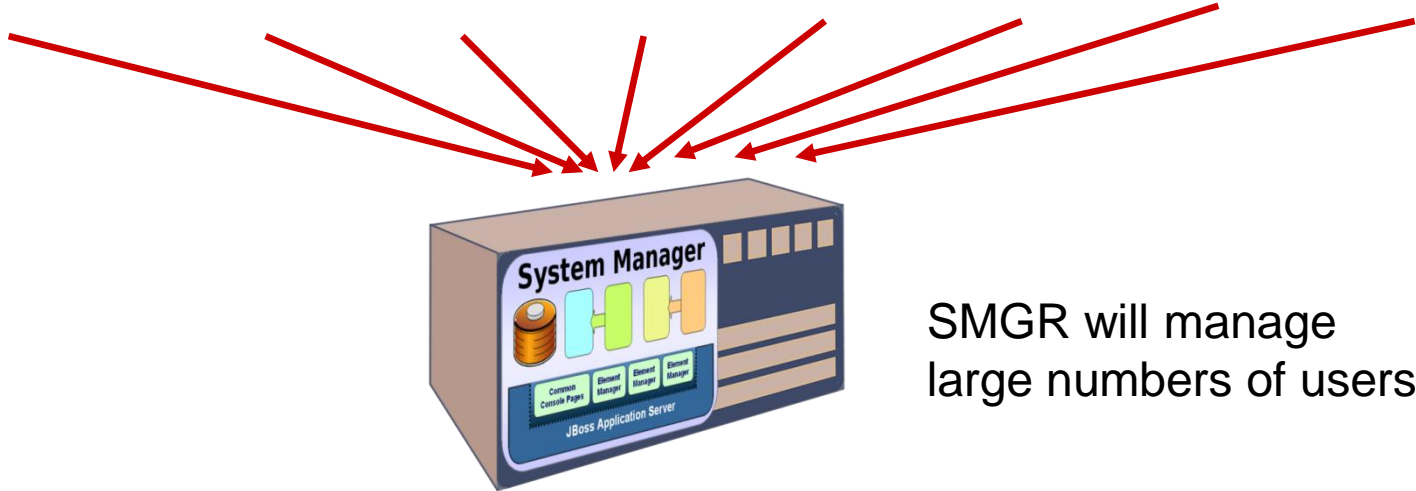 System Manager
Common
Console Pages
Element
Manager
Element
Manager
Element
Manager
JBoss Application Server
SMGR will manage
large numbers of users